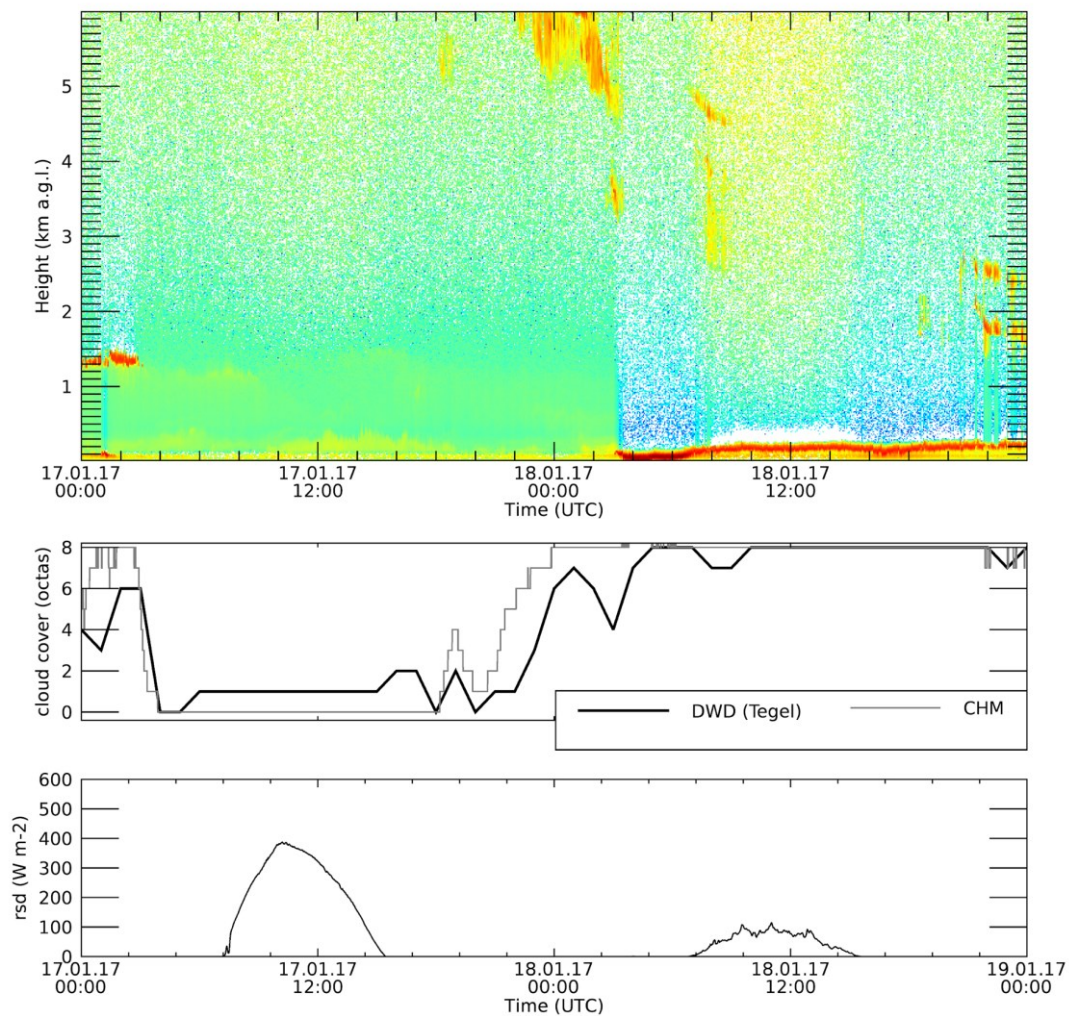 5
4
3
2
1
Height (km a.g.l.)
17.01.17 17.01.17 18.01.17 18.01.17
00:00 12:00 00:00 12:00
Time (UTC)
8
6
4
2
0
cloud cover (octas)
DWD (Tegel) CHM
600
500
400
300
200
100
0
rsd (W m-2)
17.01.17 17.01.17 18.01.17 18.01.17 19.01.17
00:00 12:00 00:00 12:00 00:00
Time (UTC)